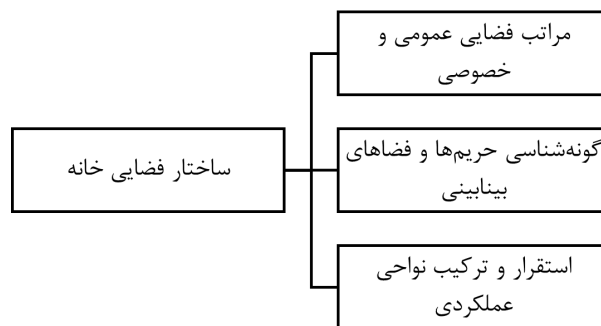 مراتب فضایی عمومی و
خصوصی
ساختار فضایی خانه
گونه‌شناسی حریم‌ها و فضاهای
بینابینی
استقرار و ترکیب نواحی
عملکردی